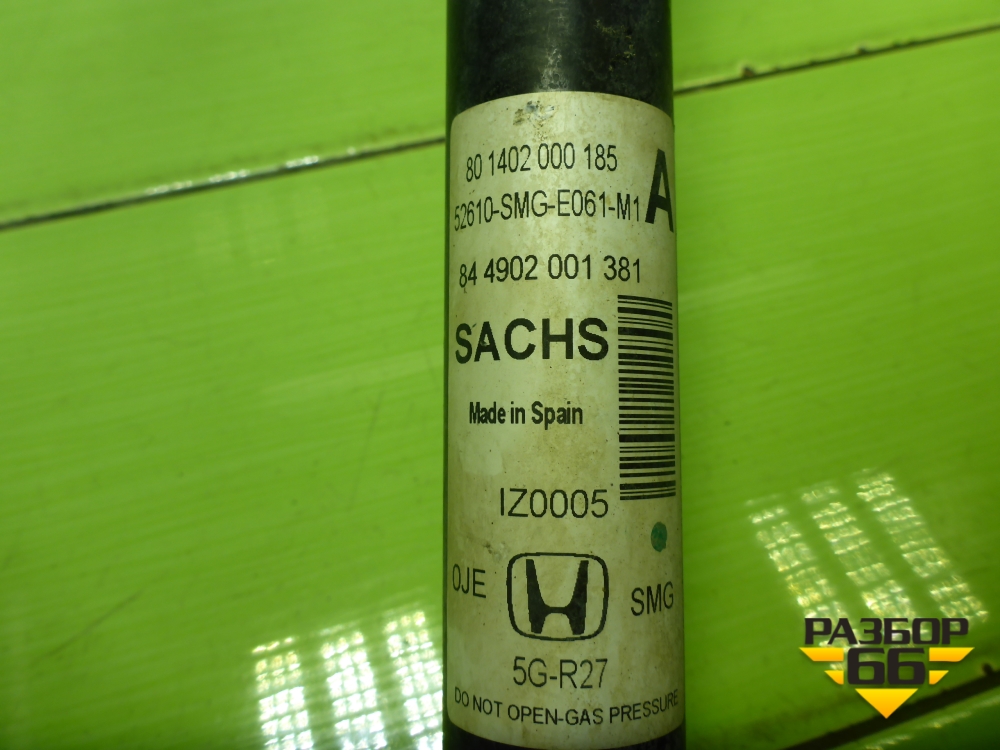 80 1402 000 185
52610-SMG-E061-M1 A
84 4902 001 381
SACHS
Made in Spain
IZ0005
OJE SMG
5G-R27
DO NOT OPEN-GAS PRESSURE
РАЗБОР
66